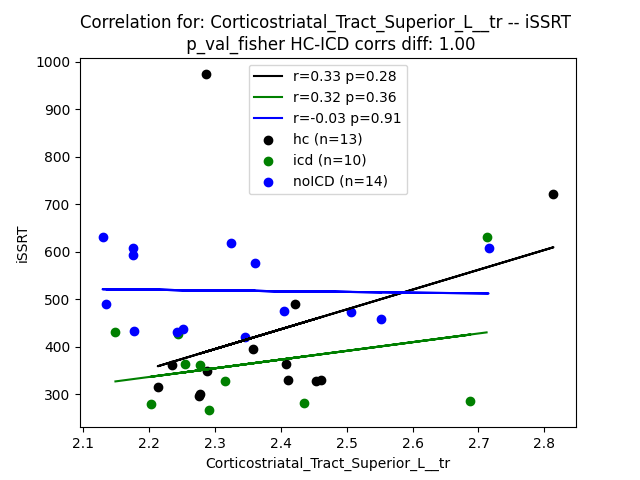 Correlation for: Corticostriatal_Tract_Superior_L__tr -- iSSRT
p_val_fisher HC-ICD corrs diff: 1.00
1000
900
800
700
600
500
400
300
iSSRT
r=0.33 p=0.28
r=0.32 p=0.36
r=-0.03 p=0.91
hc (n=13)
icd (n=10)
noICD (n=14)
2.1 2.2 2.3 2.4 2.5 2.6 2.7 2.8
Corticostriatal_Tract_Superior_L__tr